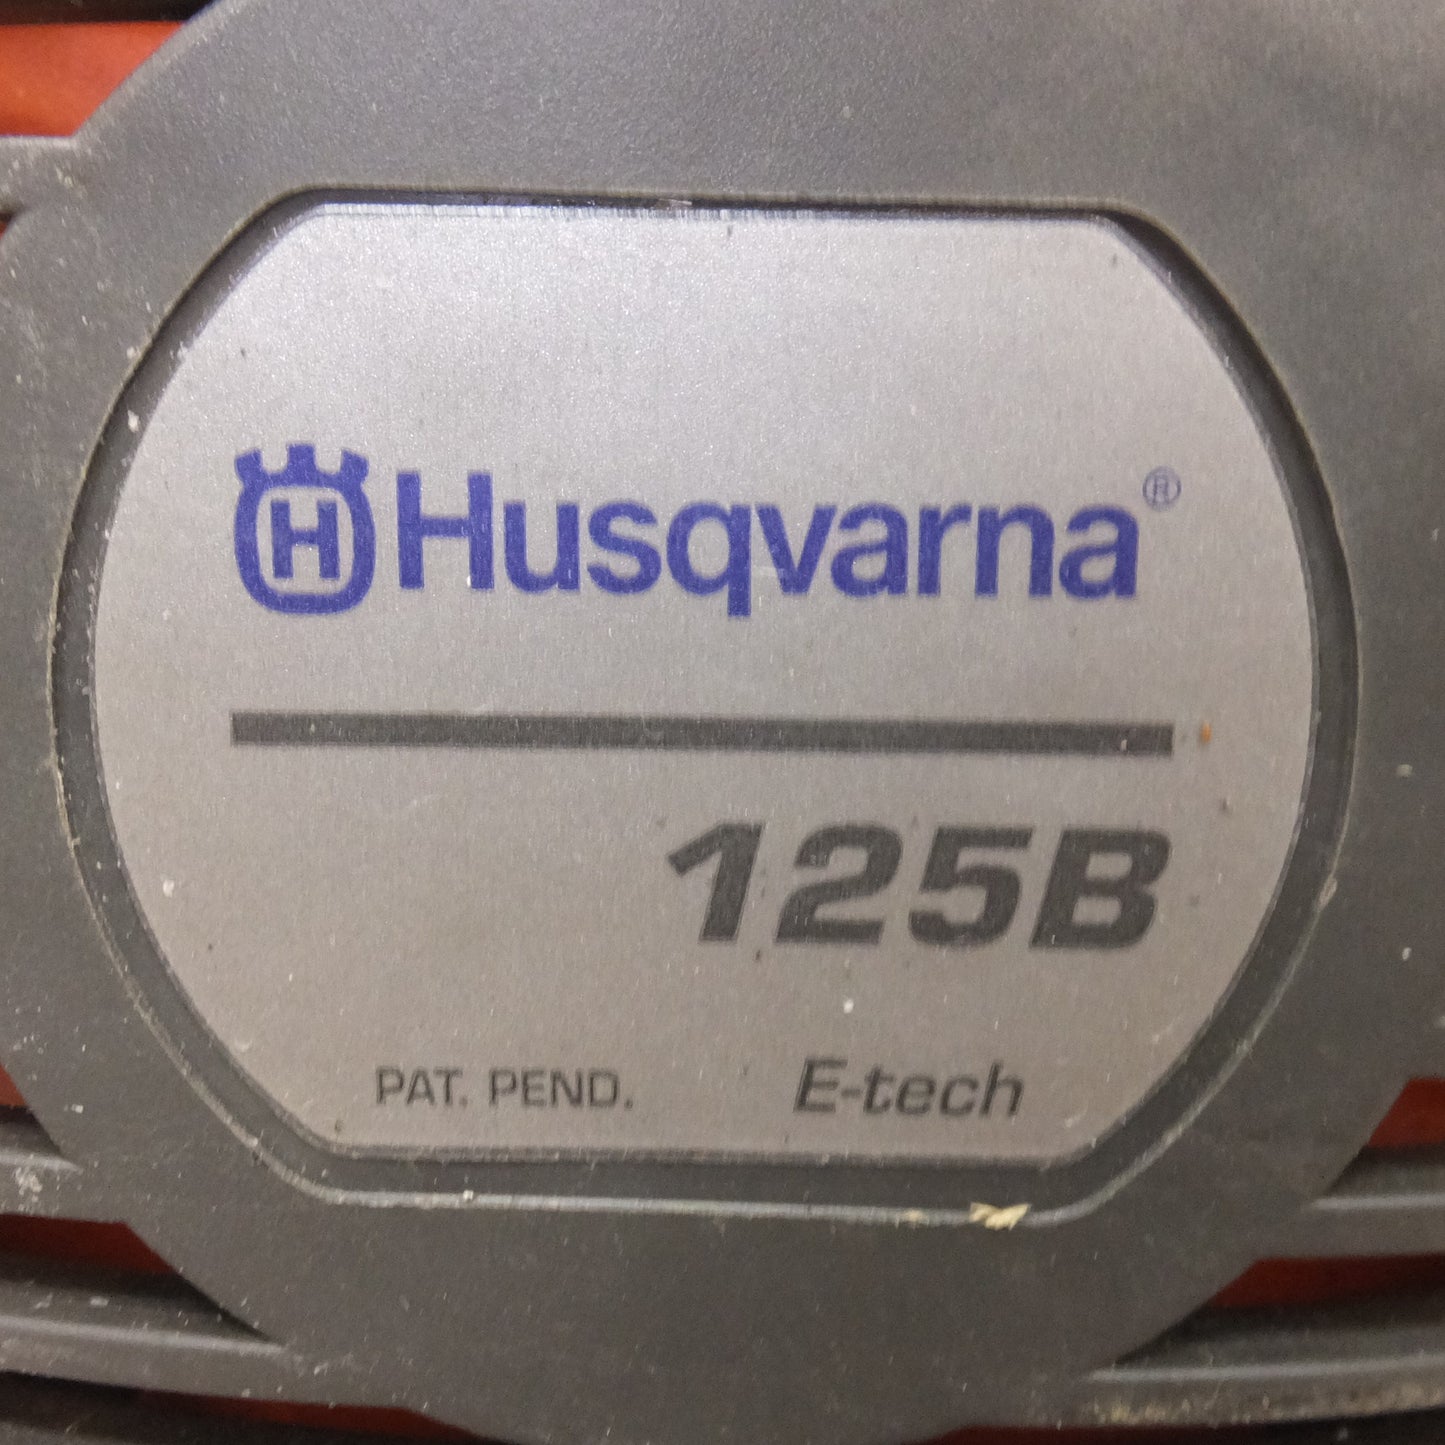 H Husqvarna®
125B
PAT. PEND. E-tech